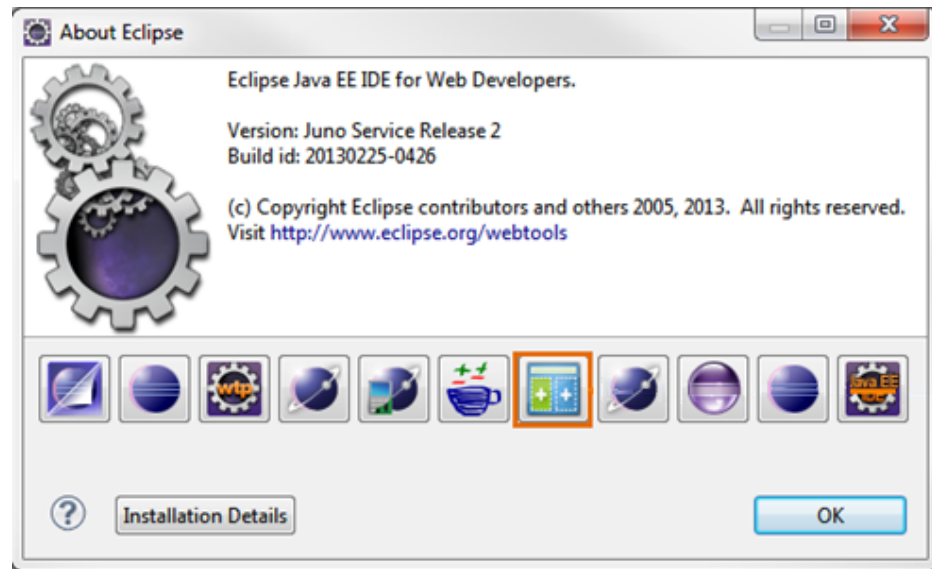 About Eclipse
Eclipse Java EE IDE for Web Developers.
Version: Juno Service Release 2
Build id: 20130225-0426
(c) Copyright Eclipse contributors and others 2005, 2013.  All rights reserved.
Visit http://www.eclipse.org/webtools
wtp
Java EE
IDE
?
Installation Details
OK